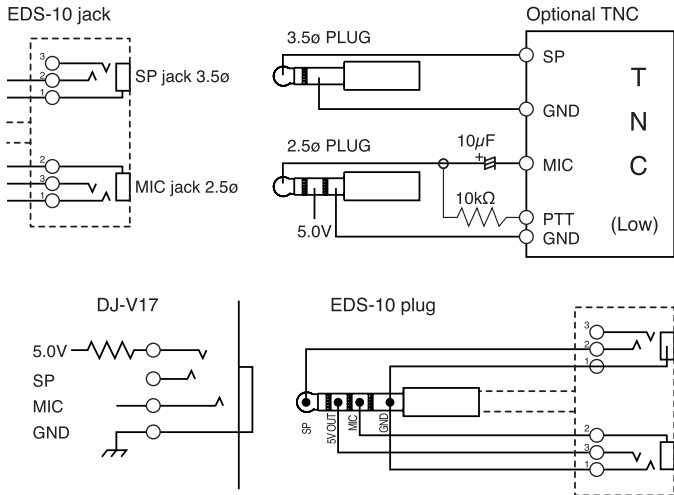 EDS-10 jack
3
2
1
SP jack 3.5ø
2
3
1
MIC jack 2.5ø
3.5ø PLUG
2.5ø PLUG
5.0V
10µF
+
10kΩ
Optional TNC
SP
GND
MIC
PTT
GND
T
N
C
(Low)
DJ-V17
5.0V
SP
MIC
GND
EDS-10 plug
SP
5V OUT
MIC
GND
3
2
1
2
3
1